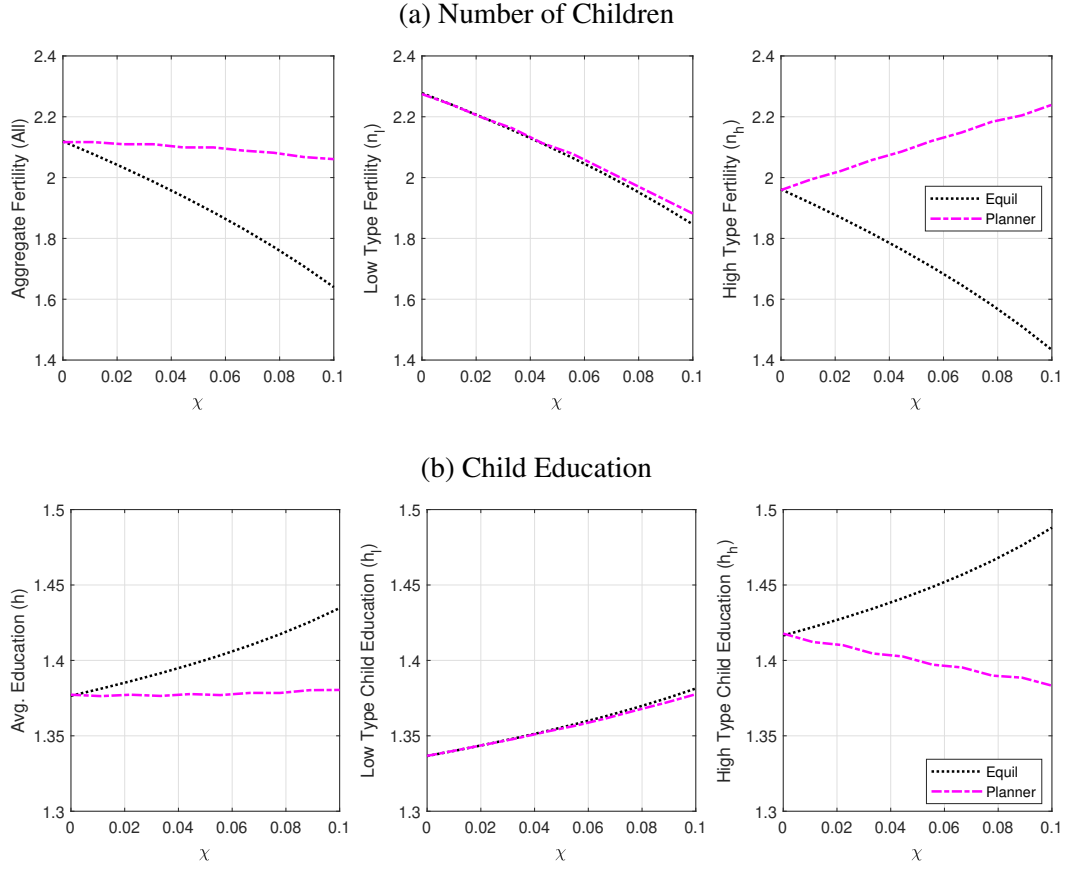 (a) Number of Children
Aggregate Fertility (All)
2.4
2.2
2
1.8
1.6
1.4
0 0.02 0.04 0.06 0.08 0.1
χ
Low Type Fertility (n_l)
2.4
2.2
2
1.8
1.6
1.4
0 0.02 0.04 0.06 0.08 0.1
χ
High Type Fertility (n_h)
2.4
2.2
2
1.8
1.6
1.4
0 0.02 0.04 0.06 0.08 0.1
χ
Equil
Planner
(b) Child Education
Avg. Education (h)
1.5
1.45
1.4
1.35
1.3
0 0.02 0.04 0.06 0.08 0.1
χ
Low Type Child Education (h_l)
1.5
1.45
1.4
1.35
1.3
0 0.02 0.04 0.06 0.08 0.1
χ
High Type Child Education (h_h)
1.5
1.45
1.4
1.35
1.3
0 0.02 0.04 0.06 0.08 0.1
χ
Equil
Planner